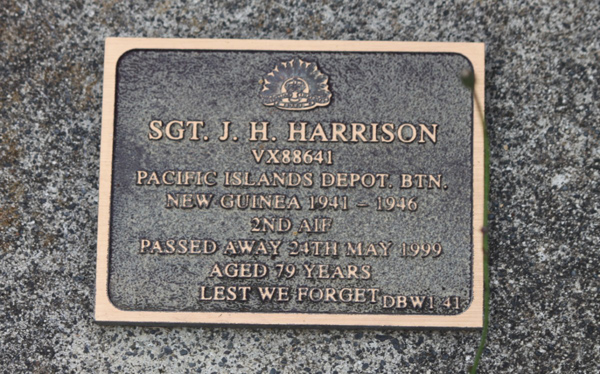 SGT. J. H. HARRISON
VX88641
PACIFIC ISLANDS DEPOT. BTN.
NEW GUINEA 1941 – 1946
2ND AIF
PASSED AWAY 24TH MAY 1999
AGED 79 YEARS
LEST WE FORGET DBW1 41